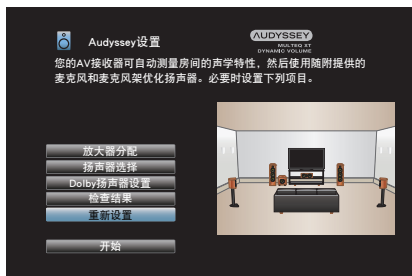 Audyssey设置
AUDYSSEY
MULTEQ XT
DYNAMIC VOLUME
您的AV接收器可自动测量房间的声学特性，然后使用随附提供的
麦克风和麦克风架优化扬声器。必要时设置下列项目。
放大器分配
扬声器选择
Dolby扬声器设置
检查结果
重新设置
开始